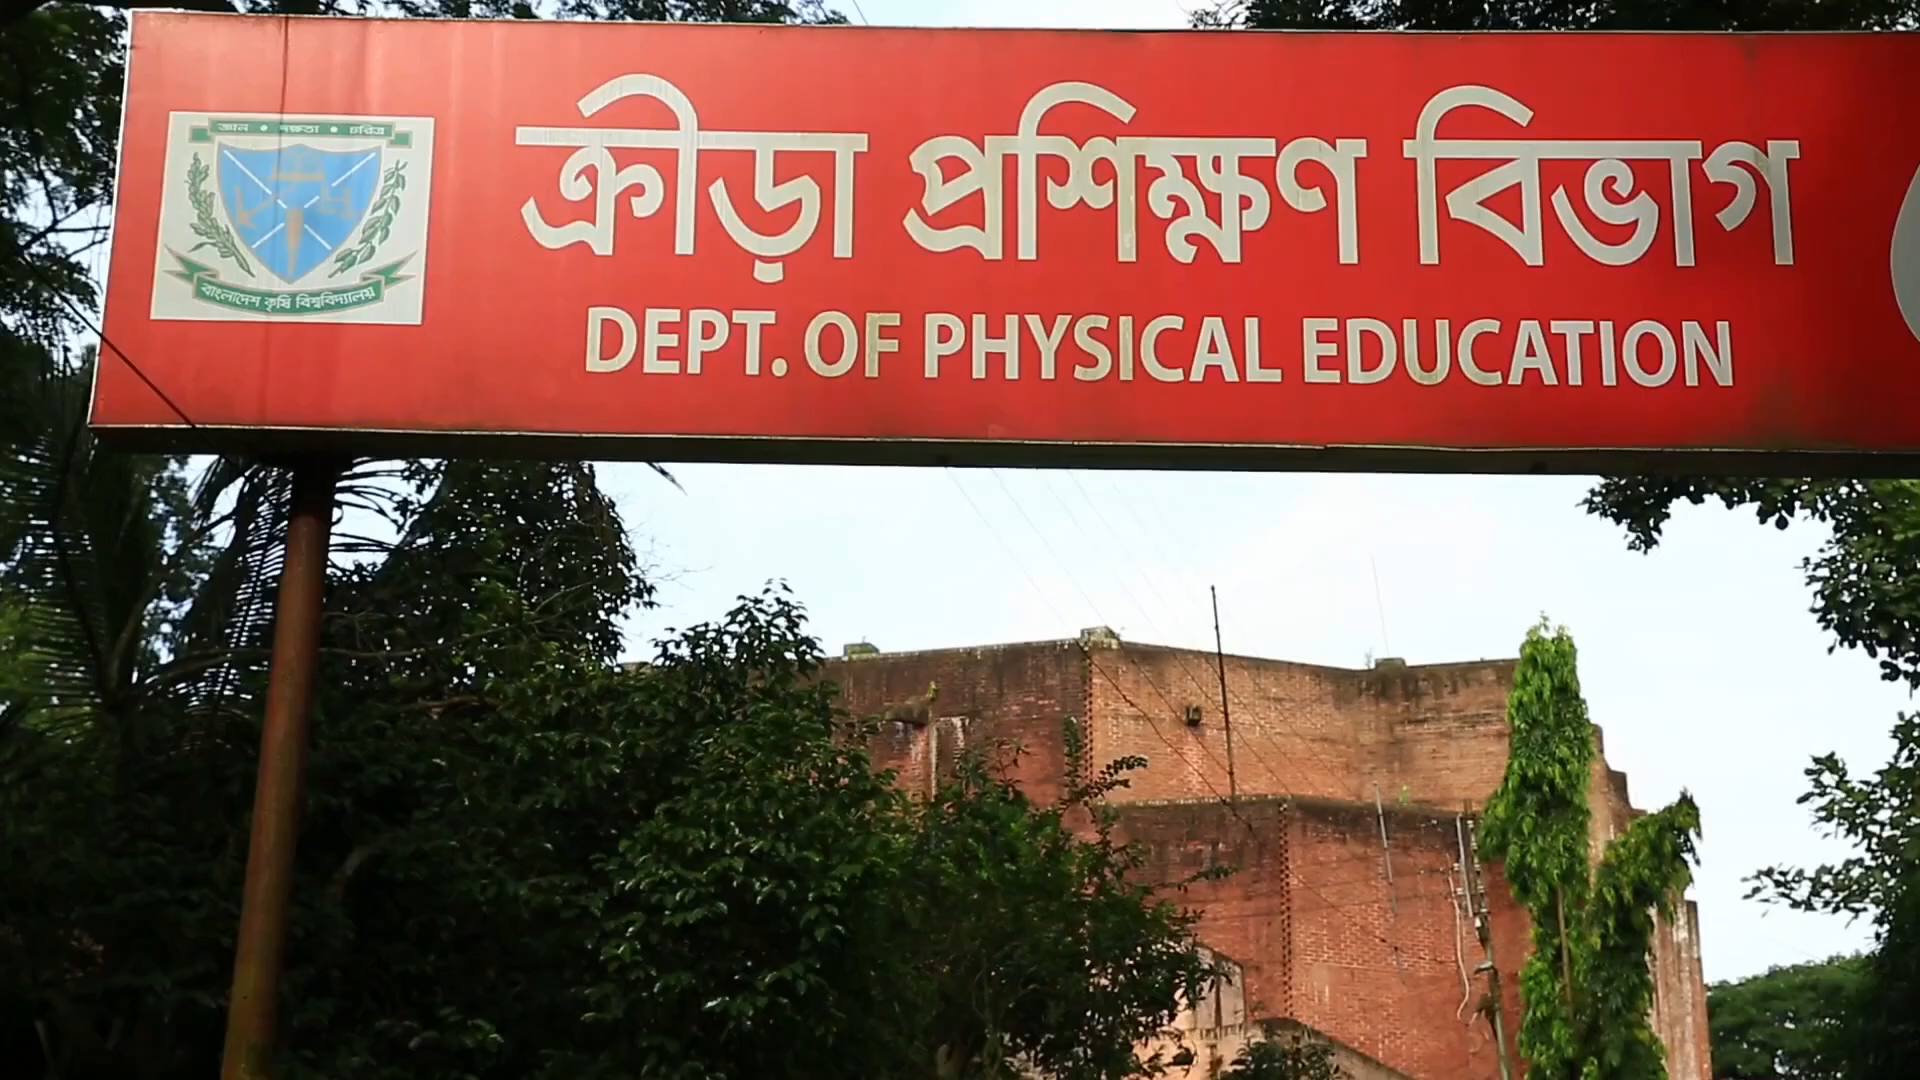 জ্ঞান • দক্ষতা • চরিত্র
বাংলাদেশ কৃষি বিশ্ববিদ্যালয়
ক্রীড়া প্রশিক্ষণ বিভাগ
DEPT. OF PHYSICAL EDUCATION